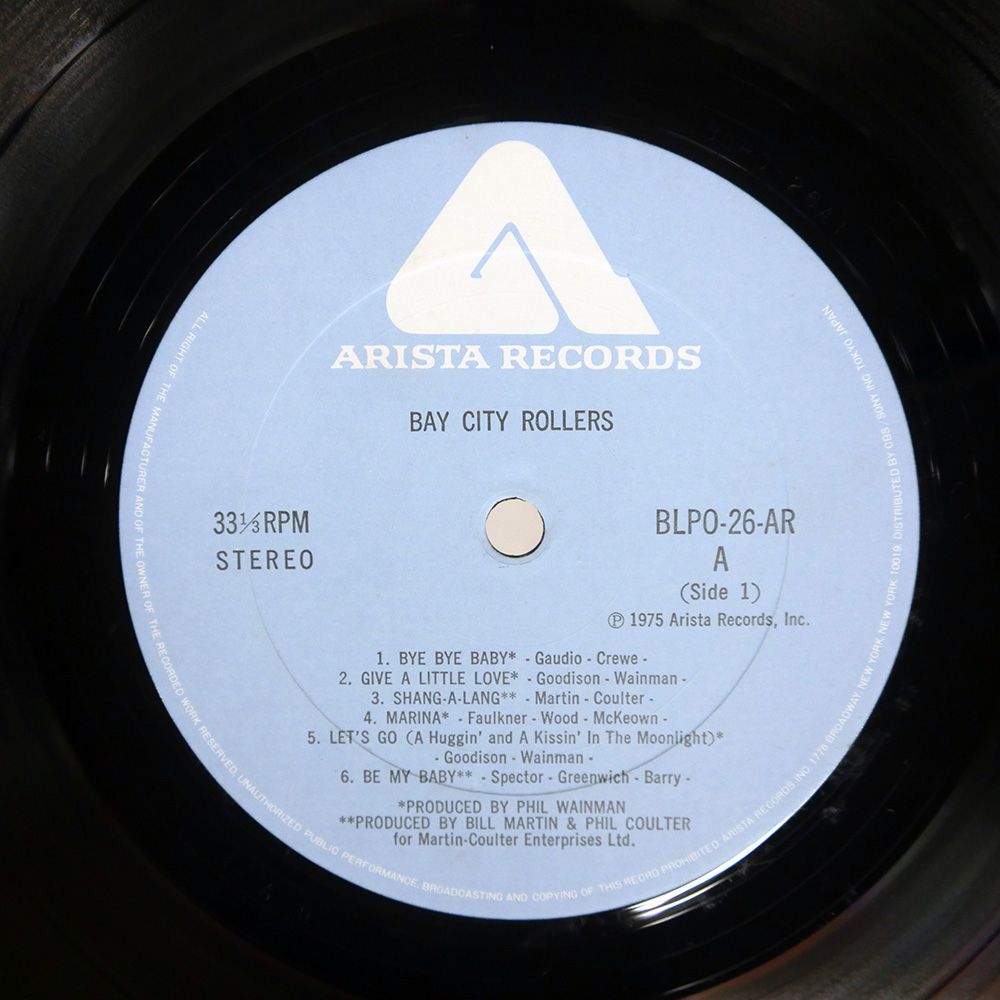 ARISTA RECORDS
BAY CITY ROLLERS
33⅓ RPM
STEREO
BLPO-26-AR
A
(Side 1)
℗ 1975 Arista Records, Inc.
1. BYE BYE BABY* - Gaudio - Crewe -
2. GIVE A LITTLE LOVE* - Goodison - Wainman -
3. SHANG-A-LANG** - Martin - Coulter -
4. MARINA* - Faulkner - Wood - McKeown -
5. LET'S GO (A Huggin' and A Kissin' In The Moonlight)*
- Goodison - Wainman -
6. BE MY BABY** - Spector - Greenwich - Barry -
*PRODUCED BY PHIL WAINMAN
**PRODUCED BY BILL MARTIN & PHIL COULTER
for Martin-Coulter Enterprises Ltd.
ALL RIGHT OF THE MANUFACTURER AND OF THE OWNER OF THE RECORDED WORK RESERVED. UNAUTHORIZED PUBLIC PERFORMANCE, BROADCASTING AND COPYING OF THIS RECORD PROHIBITED. ARISTA RECORDS INC. 1776 BROADWAY, NEW YORK, NEW YORK 10019. DISTRIBUTED BY CBS/SONY INC. TOKYO JAPAN